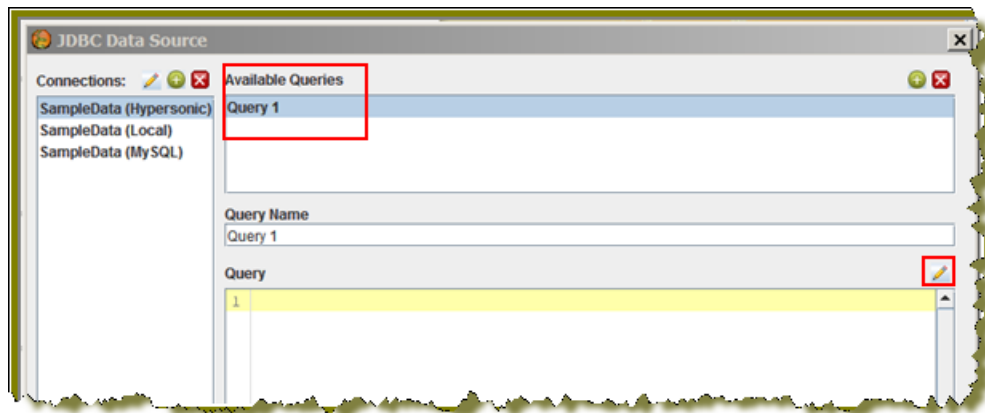 JDBC Data Source
Connections:
Available Queries
SampleData (Hypersonic)
Query 1
SampleData (Local)
SampleData (MySQL)
Query Name
Query 1
Query
1